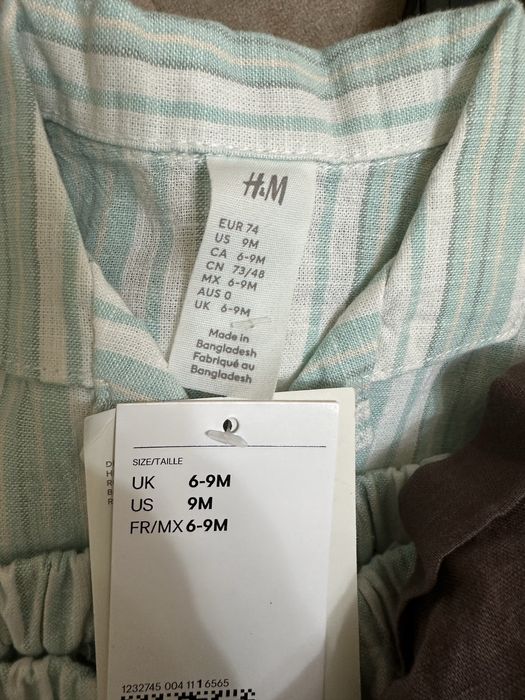 H&M
EUR 74
US 9M
CA 6-9M
CN 73/48
MX 6-9M
AUS 0
UK 6-9M
Made in
Bangladesh
Fabriqué au
Bangladesh
SIZE/TAILLE
UK 6-9M
US 9M
FR/MX 6-9M
1232745 004 11 1 6565